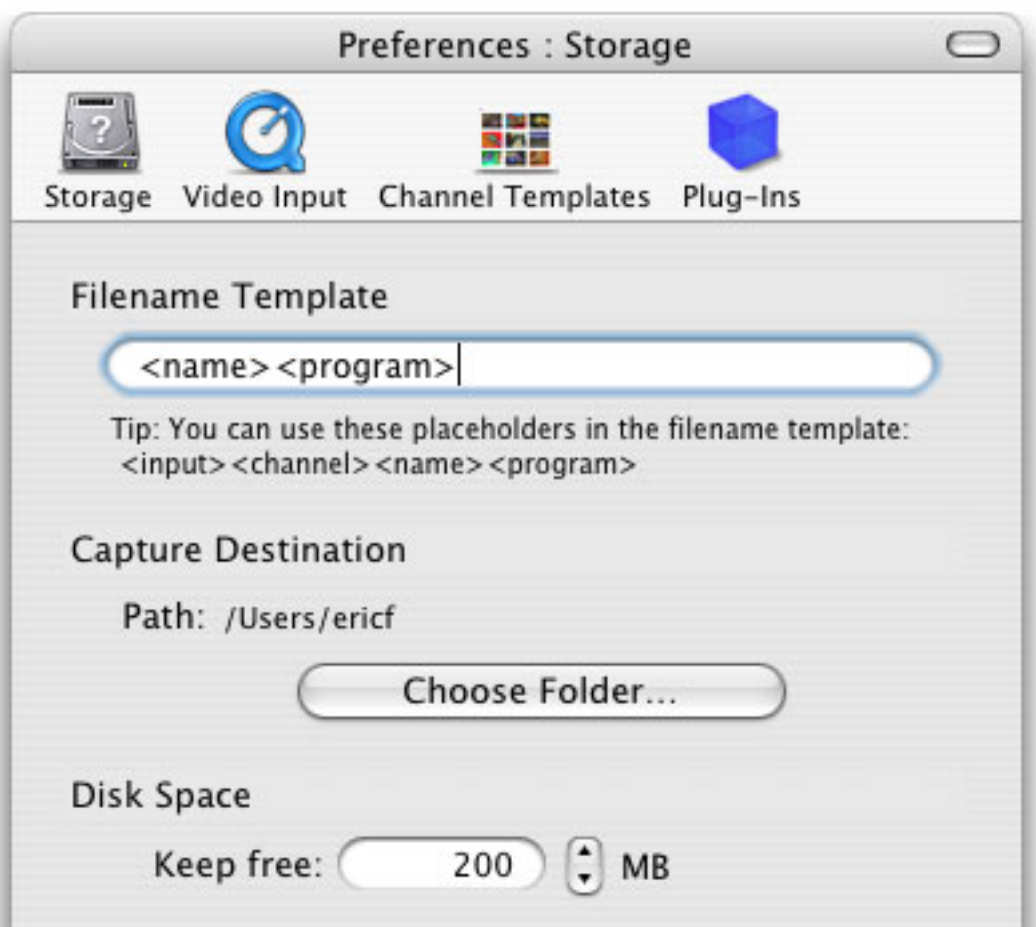 Preferences : Storage
?
Storage Video Input Channel Templates Plug-Ins
Filename Template
<name><program>
Tip: You can use these placeholders in the filename template:
<input><channel><name><program>
Capture Destination
Path: /Users/ericf
Choose Folder...
Disk Space
Keep free: 200 MB